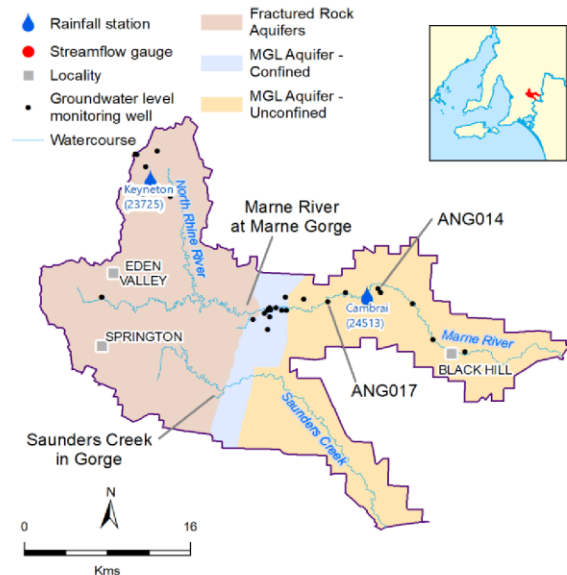 Rainfall station
Streamflow gauge
Locality
Groundwater level
monitoring well
Watercourse
Fractured Rock
Aquifers
MGL Aquifer -
Confined
MGL Aquifer -
Unconfined
Keyneton
(23725)
North Rhine River
Marne River
at Marne Gorge
ANG014
EDEN
VALLEY
SPRINGTON
Cambrai
(24513)
Marne River
BLACK HILL
ANG017
Saunders Creek
in Gorge
Saunders Creek
N
0
16
Kms